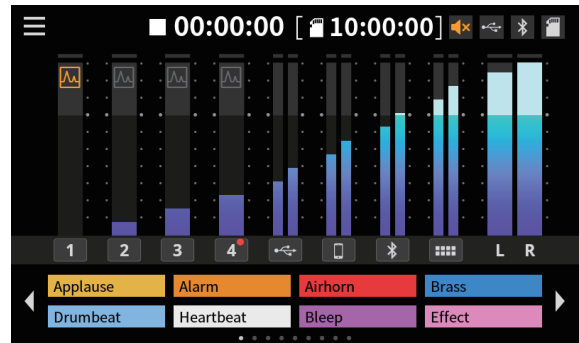 00:00:00 [10:00:00]
1 2 3 4 L R
Applause Alarm Airhorn Brass
Drumbeat Heartbeat Bleep Effect